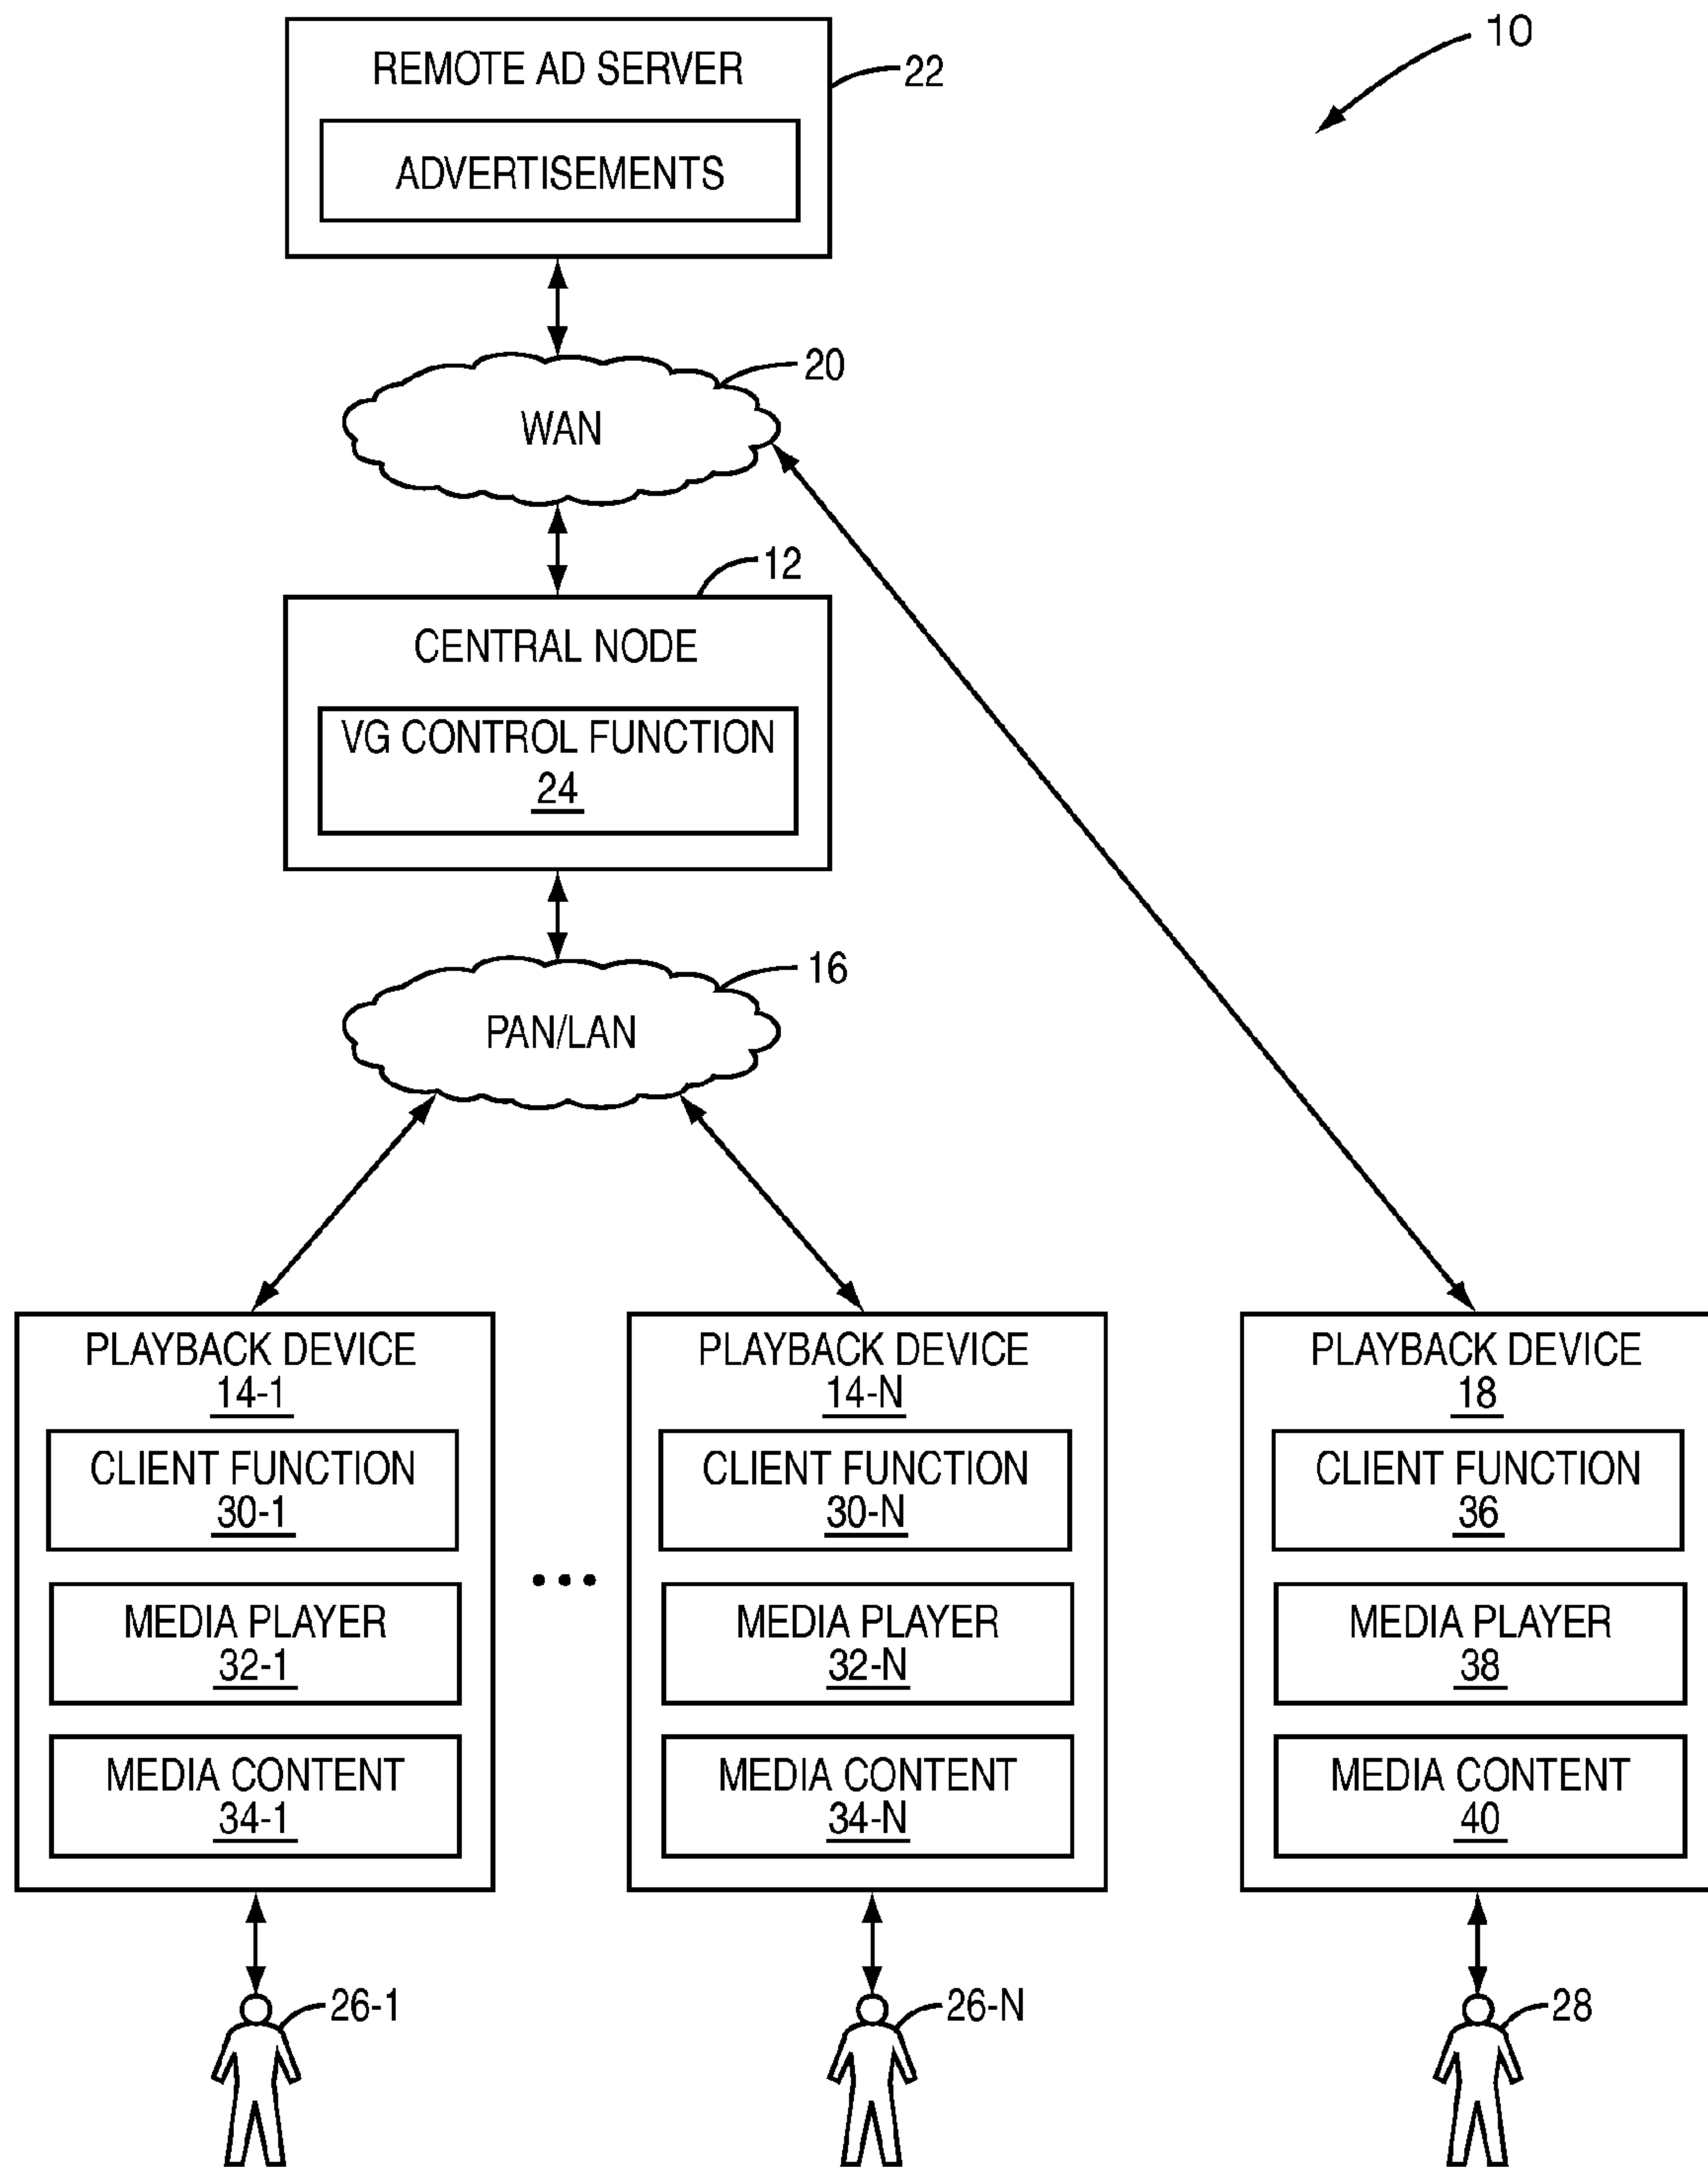 10
REMOTE AD SERVER
22
ADVERTISEMENTS
20
WAN
12
CENTRAL NODE
VG CONTROL FUNCTION
24
16
PAN/LAN
PLAYBACK DEVICE
14-1
CLIENT FUNCTION
30-1
MEDIA PLAYER
32-1
MEDIA CONTENT
34-1
26-1
...
PLAYBACK DEVICE
14-N
CLIENT FUNCTION
30-N
MEDIA PLAYER
32-N
MEDIA CONTENT
34-N
26-N
PLAYBACK DEVICE
18
CLIENT FUNCTION
36
MEDIA PLAYER
38
MEDIA CONTENT
40
28